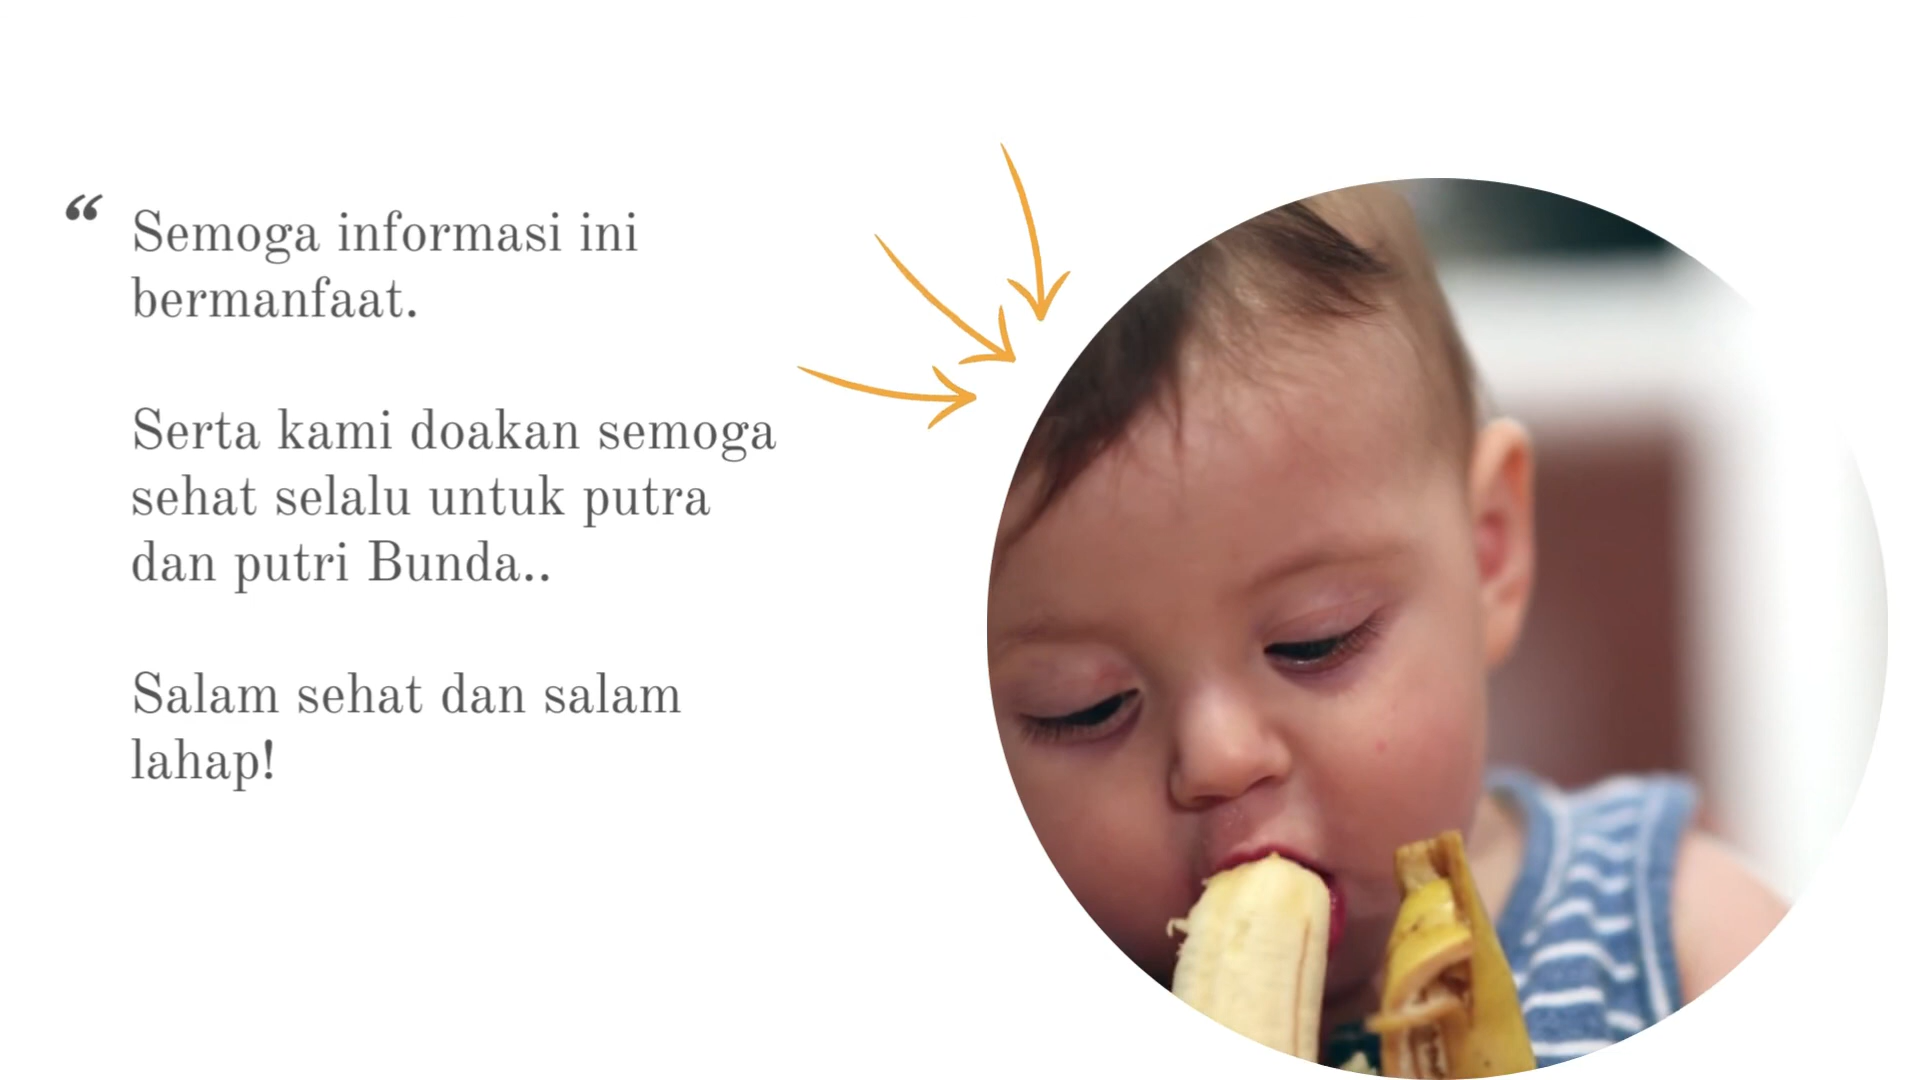 “ Semoga informasi ini
bermanfaat.
Serta kami doakan semoga
sehat selalu untuk putra
dan putri Bunda..
Salam sehat dan salam
lahap!